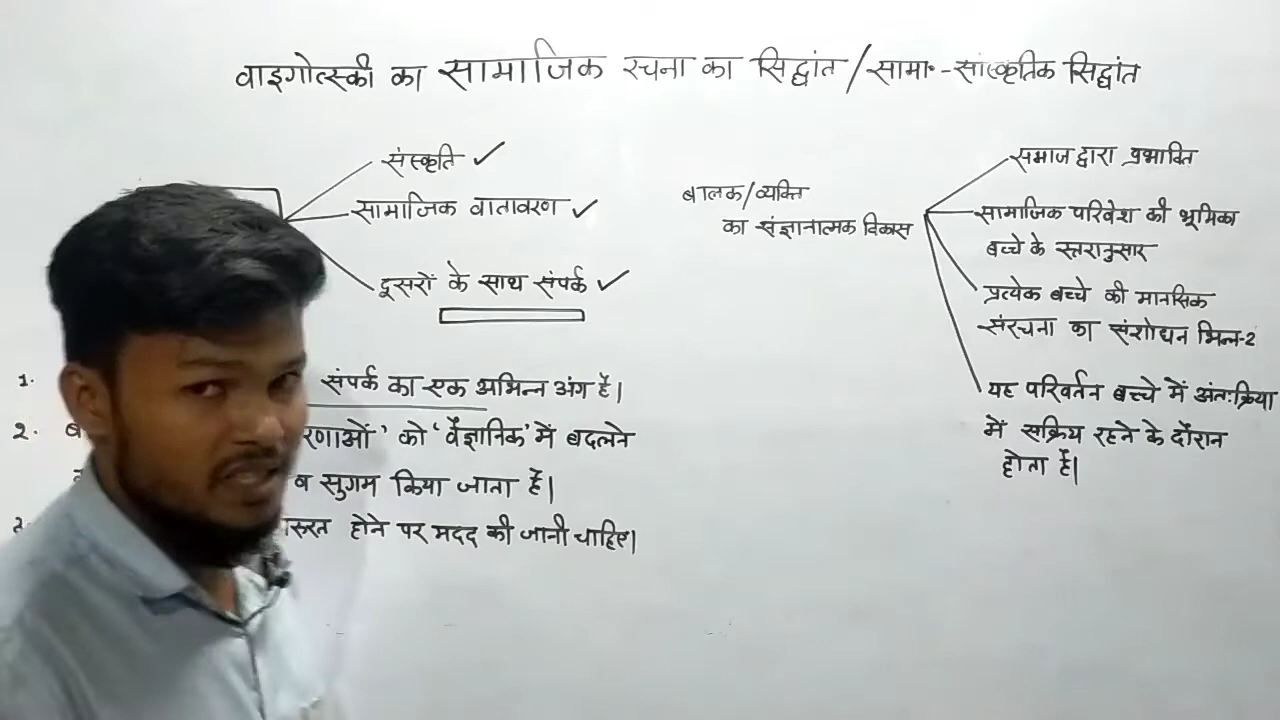 वाइगोत्स्की का सामाजिक रचना का सिद्धांत / सामा॰ - सांस्कृतिक सिद्धांत
संस्कृति ✓
सामाजिक वातावरण ✓
दूसरों के साथ संपर्क ✓
1. संपर्क का एक अभिन्न अंग है।
2. को 'वैज्ञानिक' में बदलने
व सुगम किया जाता है।
होने पर मदद की जानी चाहिए।
बालक/व्यक्ति
का संज्ञानात्मक विकास
समाज द्वारा प्रभावित
सामाजिक परिवेश की भूमिका
बच्चे के स्तरानुसार
प्रत्येक बच्चे की मानसिक
संरचना का संशोधन भिन्न-2
यह परिवर्तन बच्चे में अंतःक्रिया
में सक्रिय रहने के दौरान
होता है।